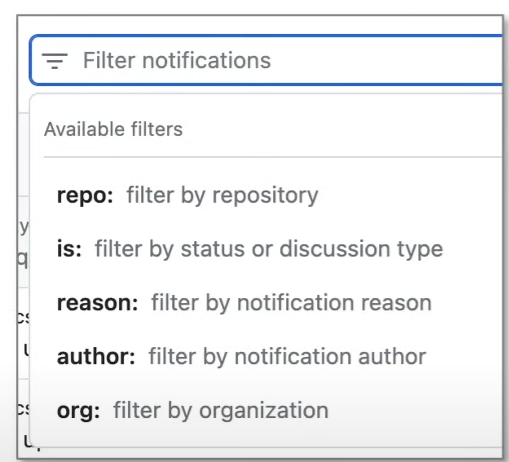 Filter notifications
Available filters
repo: filter by repository
is: filter by status or discussion type
reason: filter by notification reason
author: filter by notification author
org: filter by organization